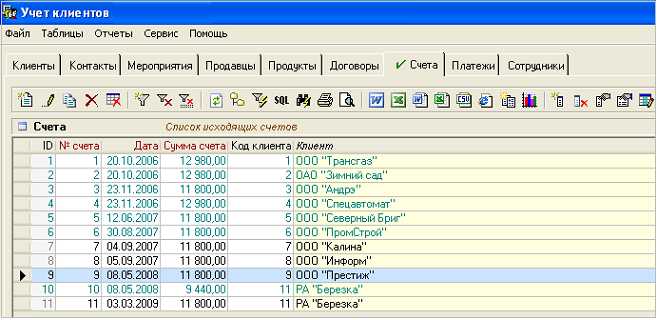 Учет клиентов
Файл Таблицы Отчеты Сервис Помощь
Клиенты Контакты Мероприятия Продавцы Продукты Договоры Счета Платежи Сотрудники
SQL CSV
Счета Список исходящих счетов
ID № счета Дата Сумма счета Код клиента Клиент
1 1 20.10.2006 12 980,00 1 ООО "Трансгаз"
2 2 20.10.2006 12 980,00 2 ОАО "Зимний сад"
3 3 23.11.2006 11 800,00 3 ООО "Андрэ"
4 4 23.11.2006 12 980,00 4 ООО "Спецавтомат"
5 5 12.06.2007 11 800,00 5 ООО "Северный Бриг"
6 6 30.08.2007 11 800,00 6 ООО "ПромСтрой"
7 7 04.09.2007 11 800,00 7 ООО "Калина"
8 8 05.09.2007 11 800,00 8 ООО "Информ"
9 9 08.05.2008 11 800,00 9 ООО "Престиж"
10 10 08.05.2008 9 440,00 11 РА "Березка"
11 11 03.03.2009 11 800,00 11 РА "Березка"